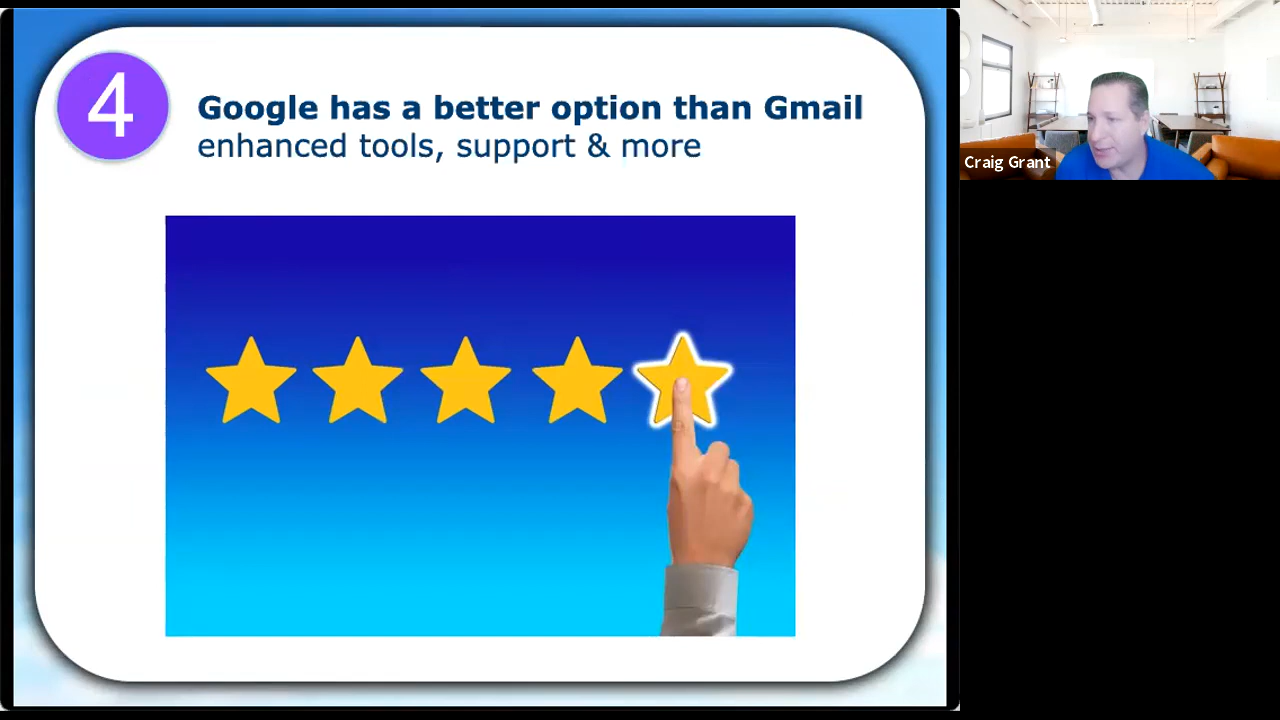 4
Google has a better option than Gmail
enhanced tools, support & more
Craig Grant